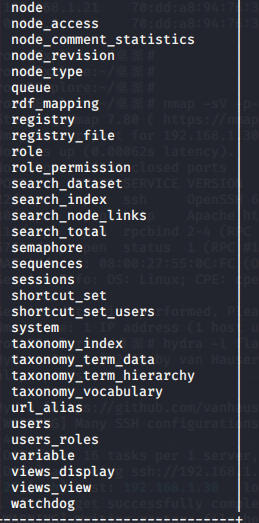 node
node_access
node_comment_statistics
node_revision
node_type
queue
rdf_mapping
registry
registry_file
role
role_permission
search_dataset
search_index
search_node_links
search_total
semaphore
sequences
sessions
shortcut_set
shortcut_set_users
system
taxonomy_index
taxonomy_term_data
taxonomy_term_hierarchy
taxonomy_vocabulary
url_alias
users
users_roles
variable
views_display
views_view
watchdog